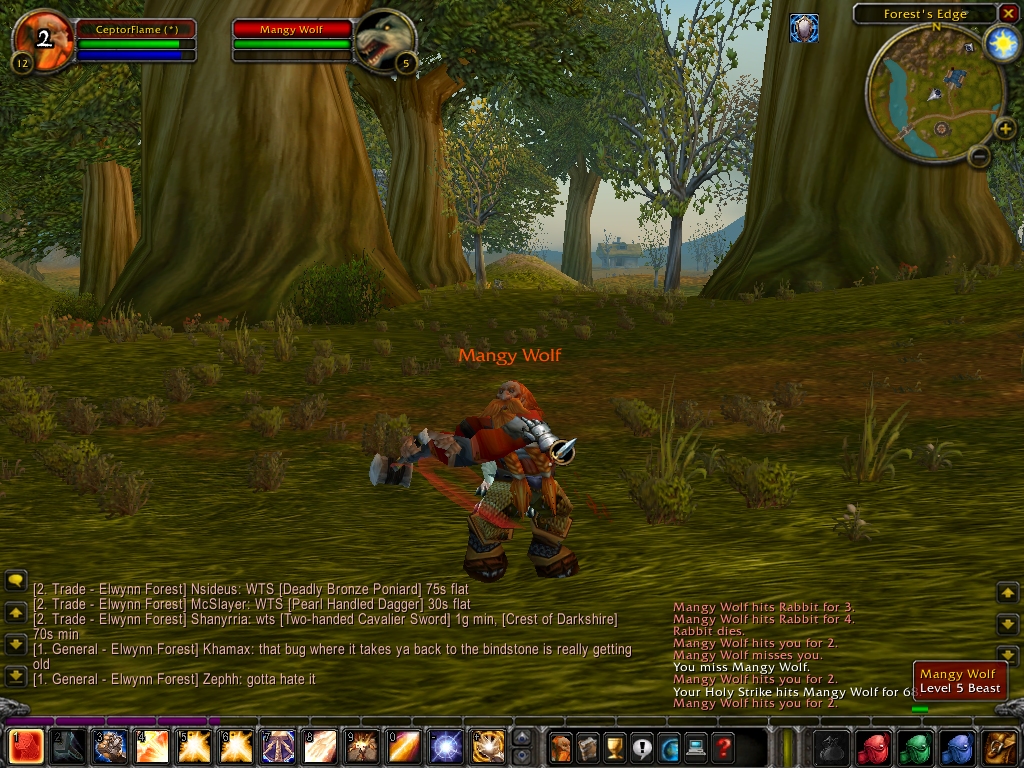 CeptorFlame (*)
2
12
Mangy Wolf
5
Forest's Edge
N
Mangy Wolf
[2. Trade - Elwynn Forest] Nsideus: WTS [Deadly Bronze Poniard] 75s flat
[2. Trade - Elwynn Forest] McSlayer: WTS [Pearl Handled Dagger] 30s flat
[2. Trade - Elwynn Forest] Shanyrria: wts [Two-handed Cavalier Sword] 1g min, [Crest of Darkshire]
70s min
[1. General - Elwynn Forest] Khamax: that bug where it takes ya back to the bindstone is really getting
old
[1. General - Elwynn Forest] Zephh: gotta hate it
Mangy Wolf hits Rabbit for 3.
Mangy Wolf hits Rabbit for 4.
Rabbit dies.
Mangy Wolf hits you for 2.
Mangy Wolf misses you.
You miss Mangy Wolf.
Mangy Wolf hits you for 2.
Your Holy Strike hits Mangy Wolf for
Mangy Wolf hits you for 2.
Mangy Wolf
Level 5 Beast
1 2 3 4 5 6 7 8 9 0